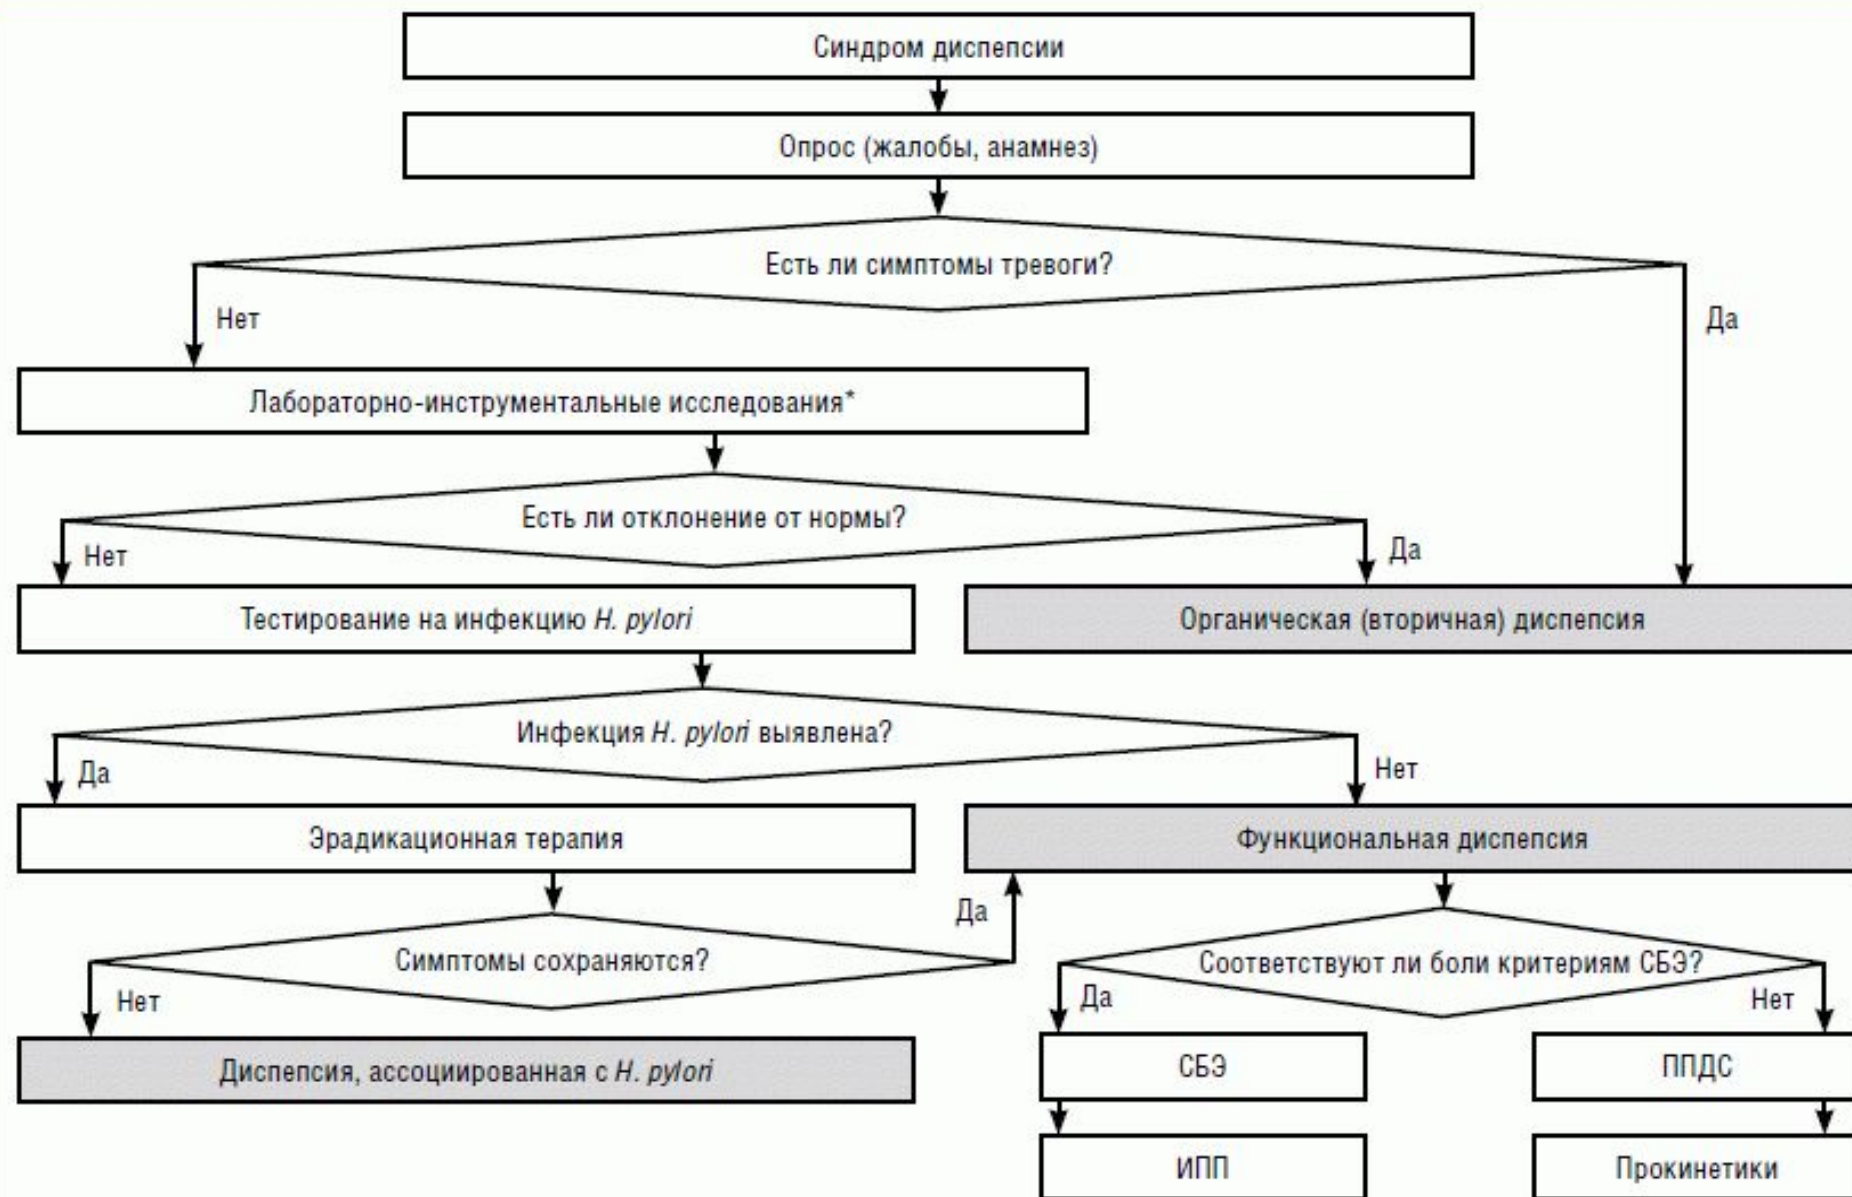 Синдром диспепсии
Опрос (жалобы, анамнез)
Есть ли симптомы тревоги?
Нет
Да
Лабораторно-инструментальные исследования*
Есть ли отклонение от нормы?
Нет
Да
Тестирование на инфекцию H. pylori
Органическая (вторичная) диспепсия
Инфекция H. pylori выявлена?
Да
Нет
Эрадикационная терапия
Функциональная диспепсия
Да
Симптомы сохраняются?
Соответствуют ли боли критериям СБЭ?
Нет
Да
Нет
Диспепсия, ассоциированная с H. pylori
СБЭ
ППДС
ИПП
Прокинетики